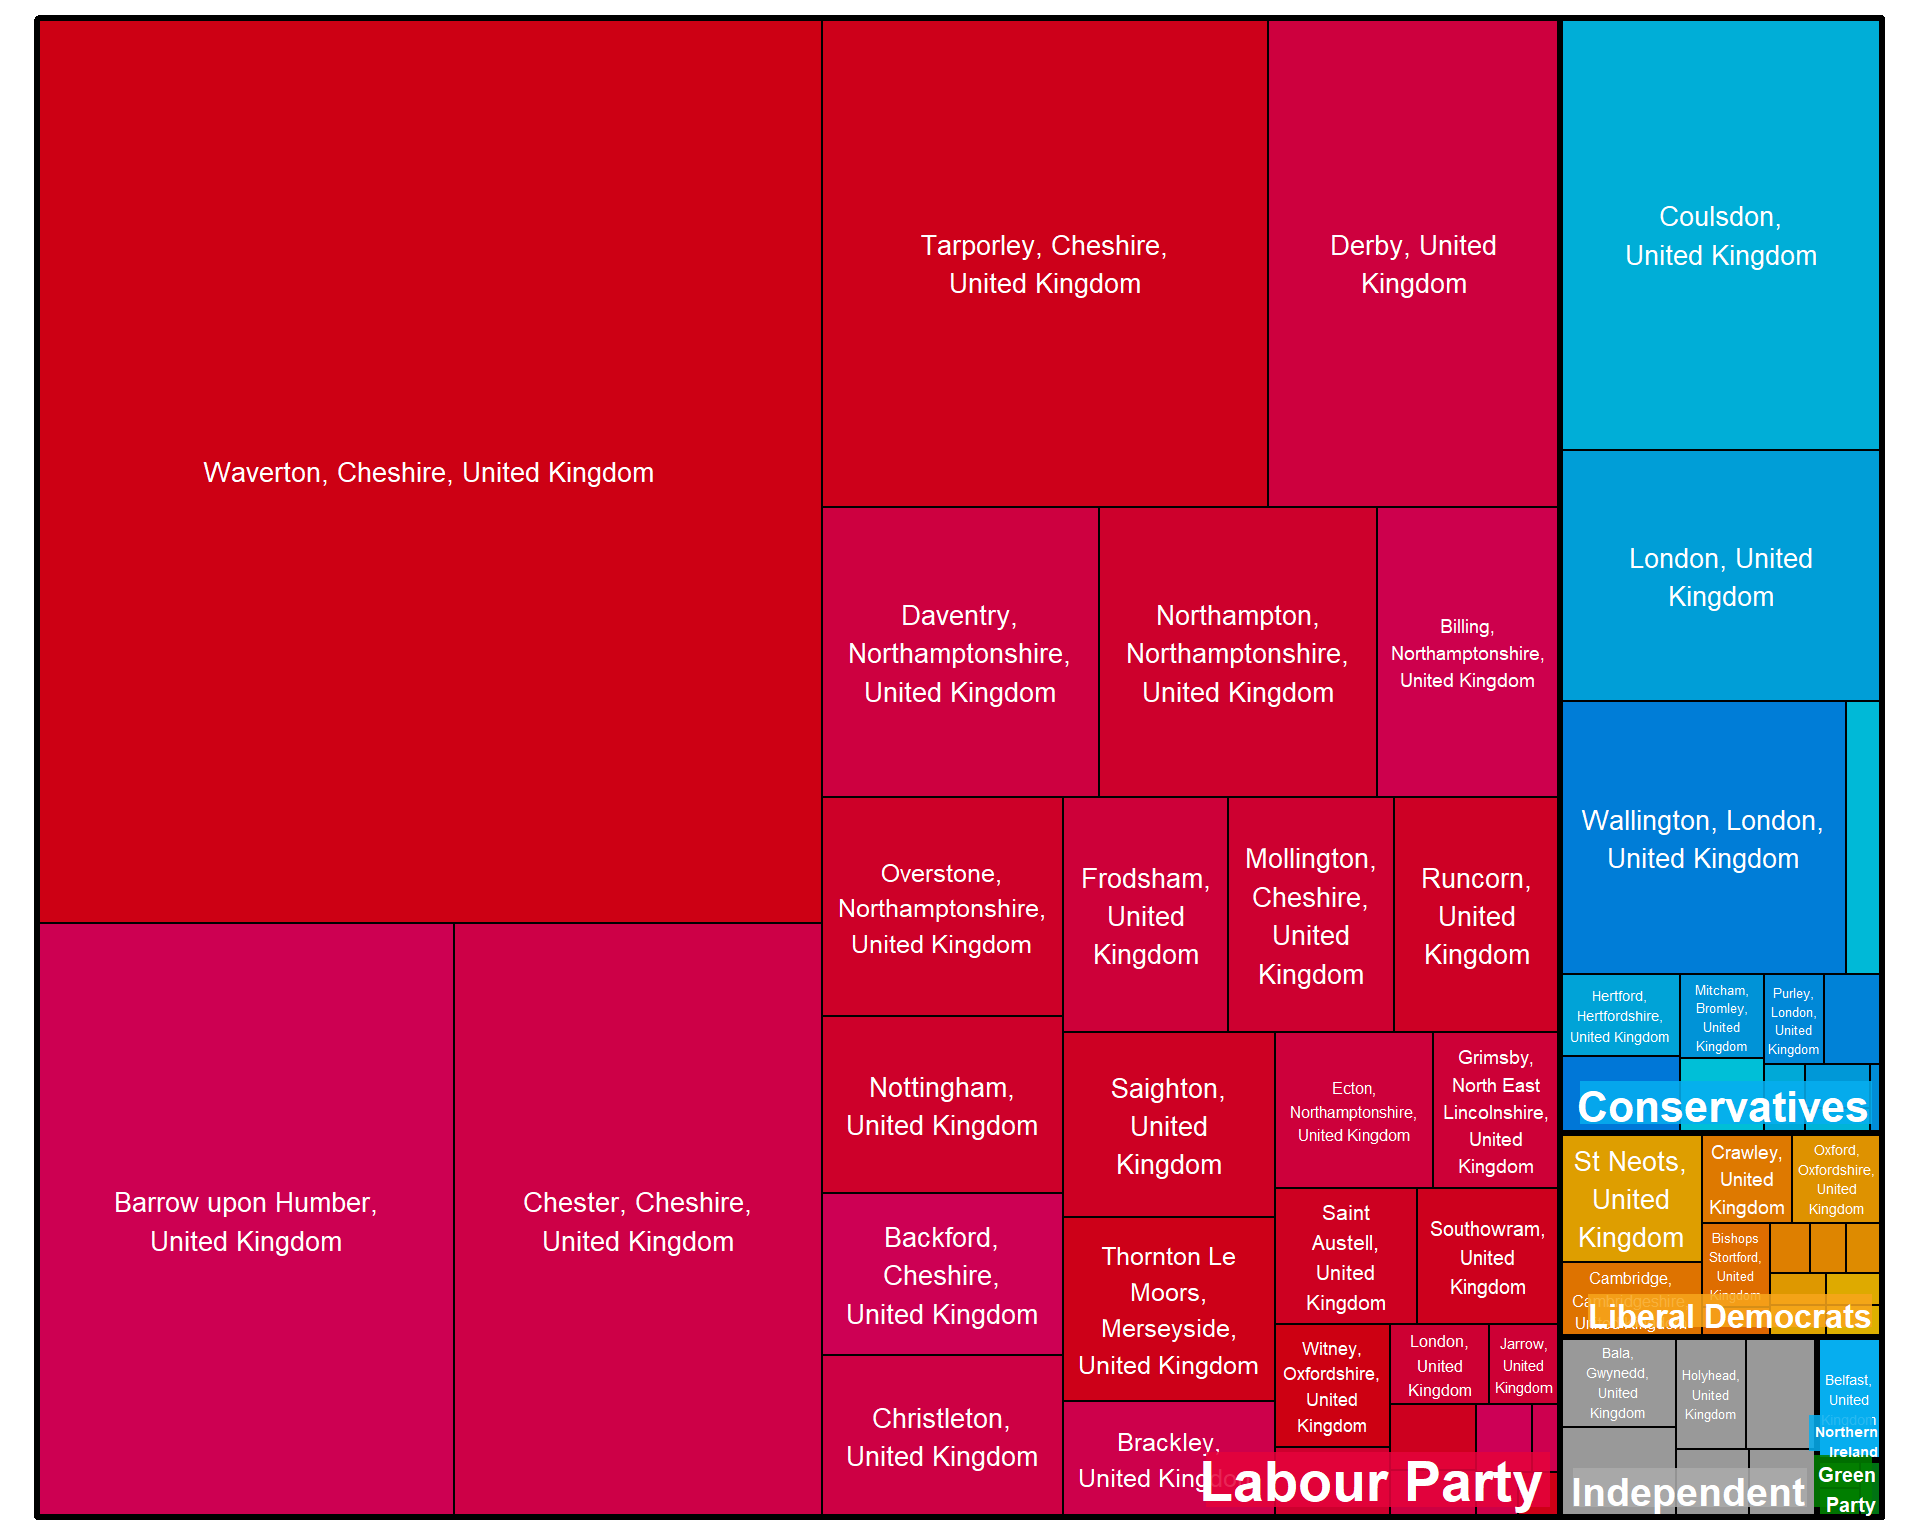 Waverton, Cheshire, United Kingdom
Barrow upon Humber,
United Kingdom
Chester, Cheshire,
United Kingdom
Tarporley, Cheshire,
United Kingdom
Derby, United
Kingdom
Daventry,
Northamptonshire,
United Kingdom
Northampton,
Northamptonshire,
United Kingdom
Billing,
Northamptonshire,
United Kingdom
Overstone,
Northamptonshire,
United Kingdom
Frodsham,
United
Kingdom
Mollington,
Cheshire,
United
Kingdom
Runcorn,
United
Kingdom
Nottingham,
United Kingdom
Backford,
Cheshire,
United Kingdom
Christleton,
United Kingdom
Saighton,
United
Kingdom
Thornton Le
Moors,
Merseyside,
United Kingdom
Brackley,
United Kingdom
Ecton,
Northamptonshire,
United Kingdom
Grimsby,
North East
Lincolnshire,
United
Kingdom
Saint
Austell,
United
Kingdom
Southowram,
United
Kingdom
Witney,
Oxfordshire,
United
Kingdom
London,
United
Kingdom
Jarrow,
United
Kingdom
Labour Party
Coulsdon,
United Kingdom
London, United
Kingdom
Wallington, London,
United Kingdom
Hertford,
Hertfordshire,
United Kingdom
Mitcham,
Bromley,
United
Kingdom
Purley,
London,
United
Kingdom
Conservatives
St Neots,
United
Kingdom
Crawley,
United
Kingdom
Oxford,
Oxfordshire,
United
Kingdom
Bishops
Stortford,
United
Kingdom
Cambridge,
Cambridgeshire,
United Kingdom
Liberal Democrats
Bala,
Gwynedd,
United
Kingdom
Holyhead,
United
Kingdom
Independent
Belfast,
United
Kingdom
Northern
Ireland
Green
Party